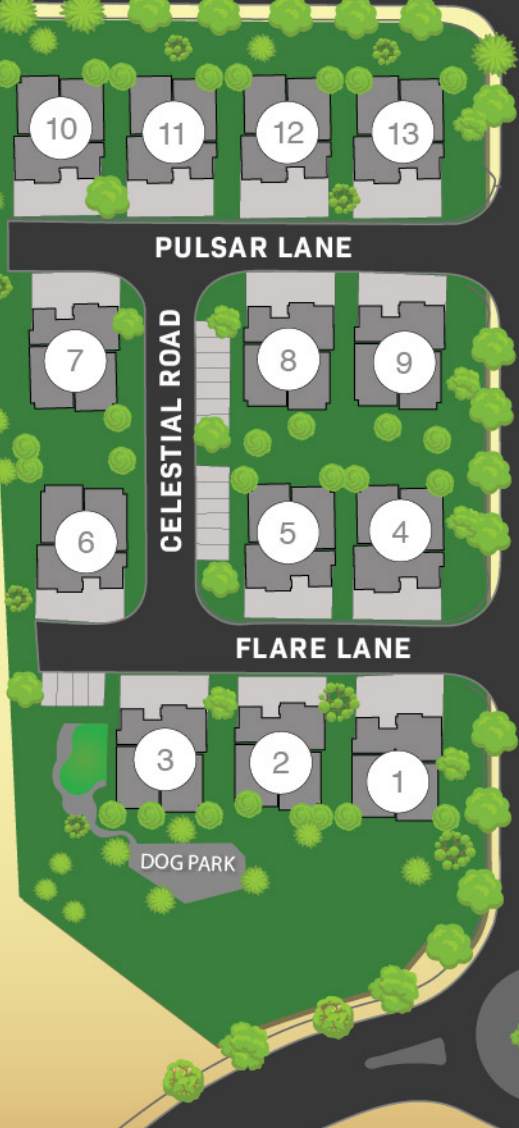 10 11 12 13
PULSAR LANE
7 8 9
CELESTIAL ROAD
6 5 4
FLARE LANE
3 2 1
DOG PARK